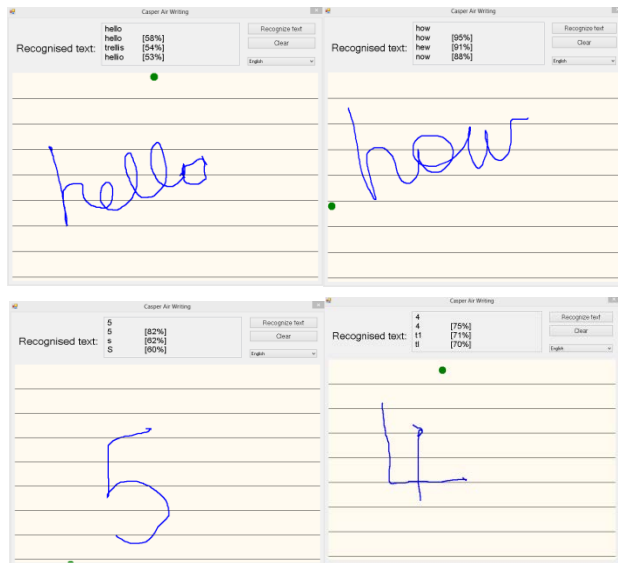 Casper Air Writing
Recognised text:
hello
hello [58%]
trellis [54%]
hellio [53%]
Recognize text
Clear
English
hello
Casper Air Writing
Recognised text:
how
how [95%]
hew [91%]
now [88%]
Recognize text
Clear
English
how
Casper Air Writing
Recognised text:
5
5 [82%]
s [62%]
S [60%]
Recognize text
Clear
English
5
Casper Air Writing
Recognised text:
4
4 [75%]
t1 [71%]
tl [70%]
Recognize text
Clear
English
4